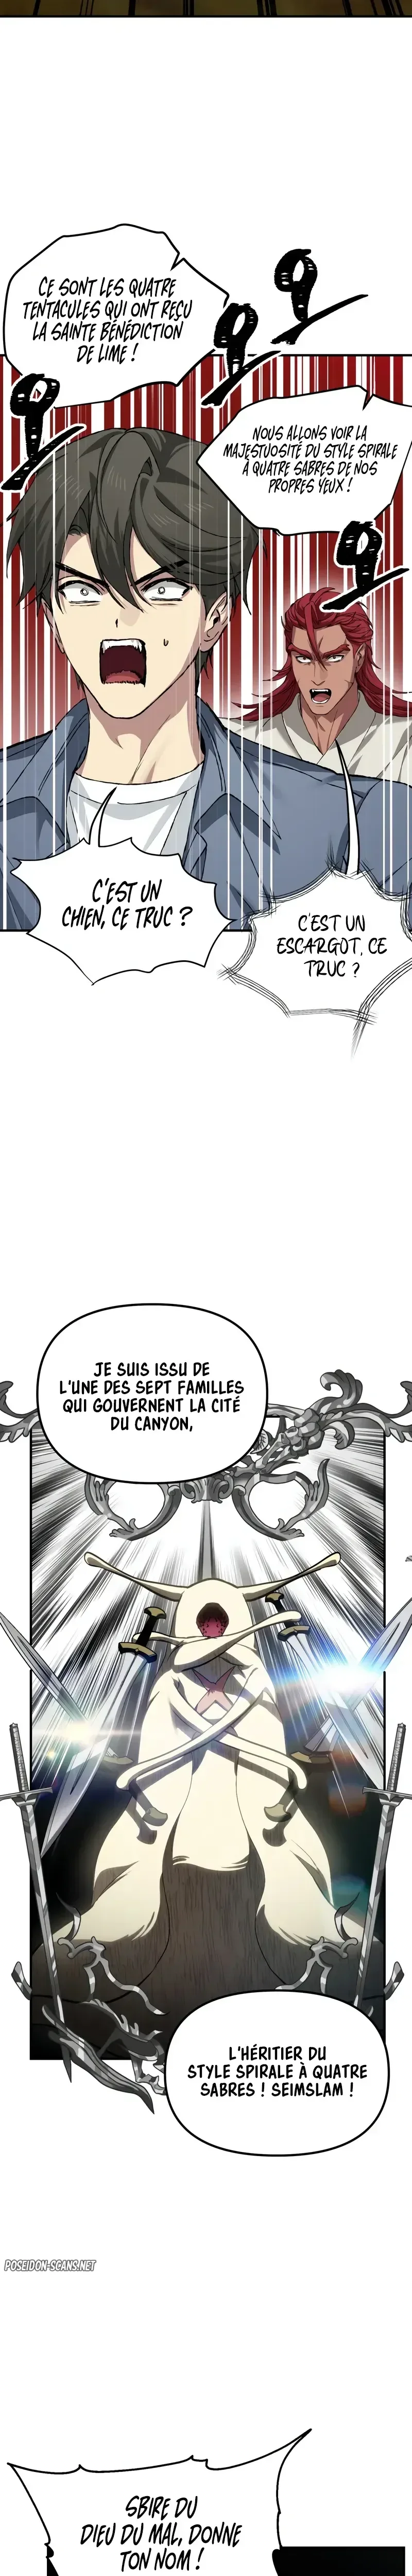 CE SONT LES QUATRE
TENTACULES QUI ONT REÇU
LA SAINTE BÉNÉDICTION
DE LIME !
NOUS ALLONS VOIR LA
MAJESTUOSITÉ DU STYLE SPIRALE
À QUATRE SABRES DE NOS
PROPRES YEUX !
C'EST UN
CHIEN, CE TRUC ?
C'EST UN
ESCARGOT, CE
TRUC ?
JE SUIS ISSU DE
L'UNE DES SEPT FAMILLES
QUI GOUVERNENT LA CITÉ
DU CANYON,
L'HÉRITIER DU
STYLE SPIRALE À QUATRE
SABRES ! SEIMSLAM !
POSEIDON-SCANS.NET
SBIRE DU
DIEU DU MAL, DONNE
TON NOM !